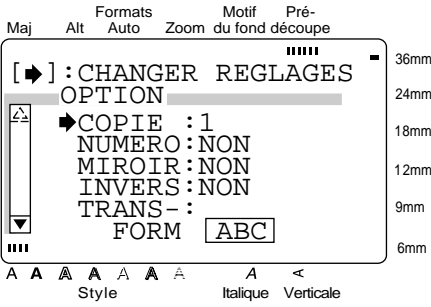 Formats Motif Pré-
Maj Alt Auto Zoom du fond découpe
[➡]:CHANGER REGLAGES
OPTION
➡COPIE :1
NUMERO:NON
MIROIR:NON
INVERS:NON
TRANS-:
FORM ABC
36mm
24mm
18mm
12mm
9mm
6mm
A A A A A A A A <
Style Italique Verticale